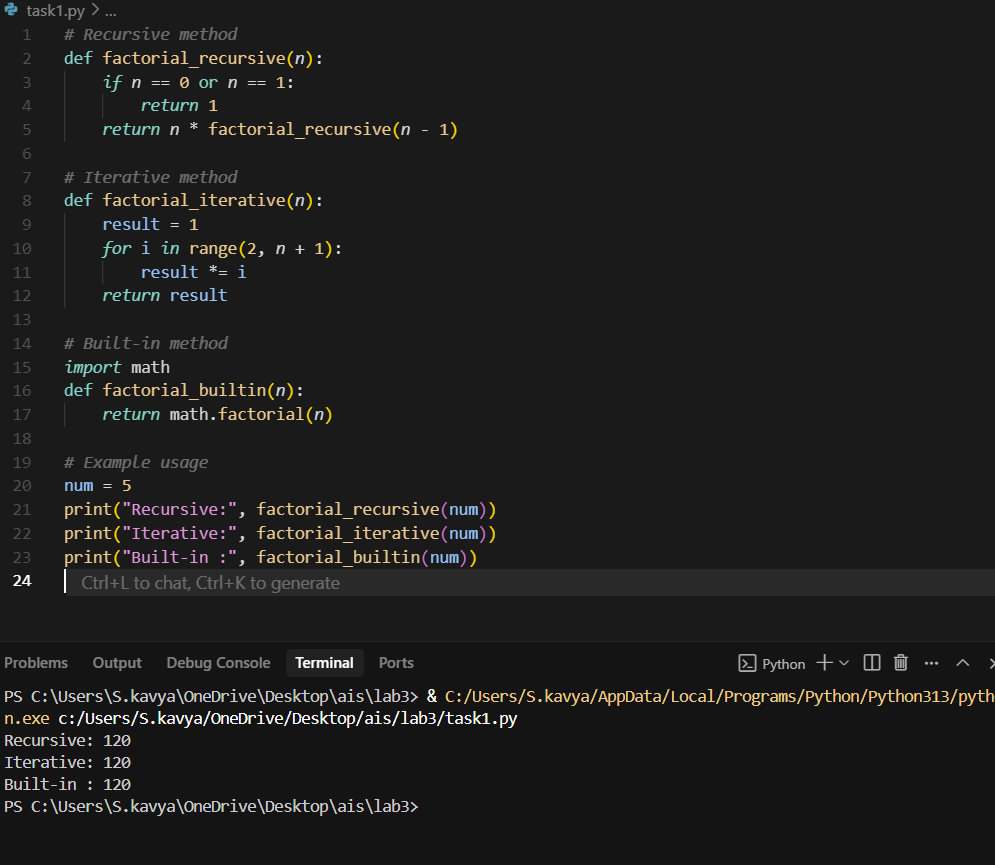 task1.py > ...
1 # Recursive method
2 def factorial_recursive(n):
3     if n == 0 or n == 1:
4         return 1
5     return n * factorial_recursive(n - 1)
6
7 # Iterative method
8 def factorial_iterative(n):
9     result = 1
10     for i in range(2, n + 1):
11         result *= i
12     return result
13
14 # Built-in method
15 import math
16 def factorial_builtin(n):
17     return math.factorial(n)
18
19 # Example usage
20 num = 5
21 print("Recursive:", factorial_recursive(num))
22 print("Iterative:", factorial_iterative(num))
23 print("Built-in :", factorial_builtin(num))
24 Ctrl+L to chat, Ctrl+K to generate
Problems Output Debug Console Terminal Ports Python
PS C:\Users\S.kavya\OneDrive\Desktop\ais\lab3> & C:/Users/S.kavya/AppData/Local/Programs/Python/Python313/pytho
n.exe c:/Users/S.kavya/OneDrive/Desktop/ais/lab3/task1.py
Recursive: 120
Iterative: 120
Built-in : 120
PS C:\Users\S.kavya\OneDrive\Desktop\ais\lab3>